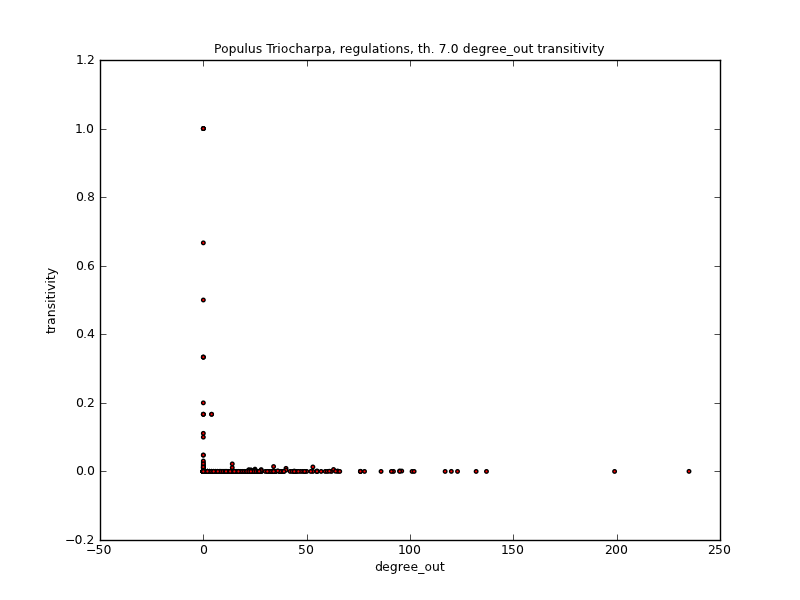 Populus Triocharpa, regulations, th. 7.0 degree_out transitivity
1.2
1.0
0.8
0.6
0.4
0.2
0.0
−0.2
transitivity
−50 0 50 100 150 200 250
degree_out